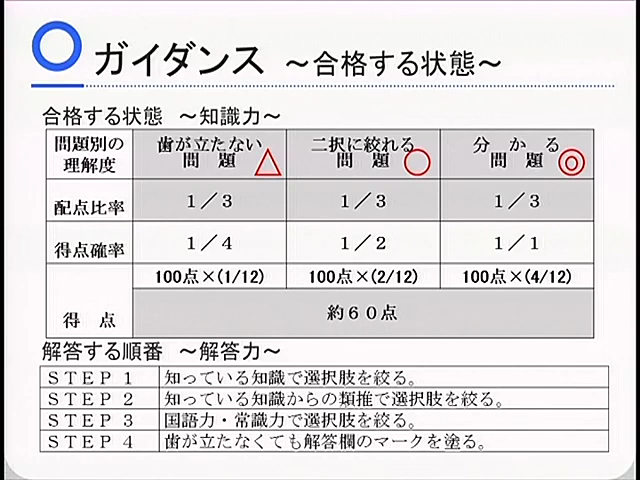 ガイダンス ～合格する状態～
合格する状態 ～知識力～
問題別の
理解度
歯が立たない
問 題 △
二択に絞れる
問 題 ○
分 か る
問 題 ◎
配点比率 １／３ １／３ １／３
得点確率 １／４ １／２ １／１
100点×(1/12) 100点×(2/12) 100点×(4/12)
得 点 約６０点
解答する順番 ～解答力～
ＳＴＥＰ１ 知っている知識で選択肢を絞る。
ＳＴＥＰ２ 知っている知識からの類推で選択肢を絞る。
ＳＴＥＰ３ 国語力・常識力で選択肢を絞る。
ＳＴＥＰ４ 歯が立たなくても解答欄のマークを塗る。